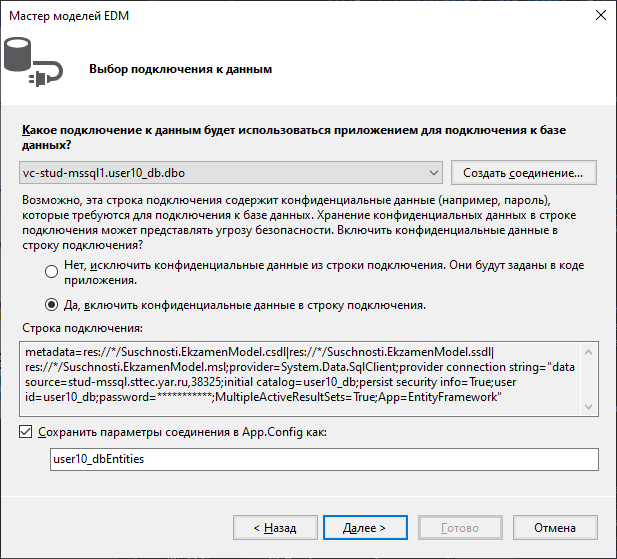 Мастер моделей EDM
Выбор подключения к данным
Какое подключение к данным будет использоваться приложением для подключения к базе
данных?
vc-stud-mssql1.user10_db.dbo
Создать соединение...
Возможно, эта строка подключения содержит конфиденциальные данные (например, пароль),
которые требуются для подключения к базе данных. Хранение конфиденциальных данных в строке
подключения может представлять угрозу безопасности. Включить конфиденциальные данные в
строку подключения?
Нет, исключить конфиденциальные данные из строки подключения. Они будут заданы в коде
приложения.
Да, включить конфиденциальные данные в строку подключения.
Строка подключения:
metadata=res://*/Suschnosti.EkzamenModel.csdl|res://*/Suschnosti.EkzamenModel.ssdl|
res://*/Suschnosti.EkzamenModel.msl;provider=System.Data.SqlClient;provider connection string="data
source=stud-mssql.sttec.yar.ru,38325;initial catalog=user10_db;persist security info=True;user
id=user10_db;password=***********;MultipleActiveResultSets=True;App=EntityFramework"
Сохранить параметры соединения в App.Config как:
user10_dbEntities
< Назад
Далее >
Готово
Отмена